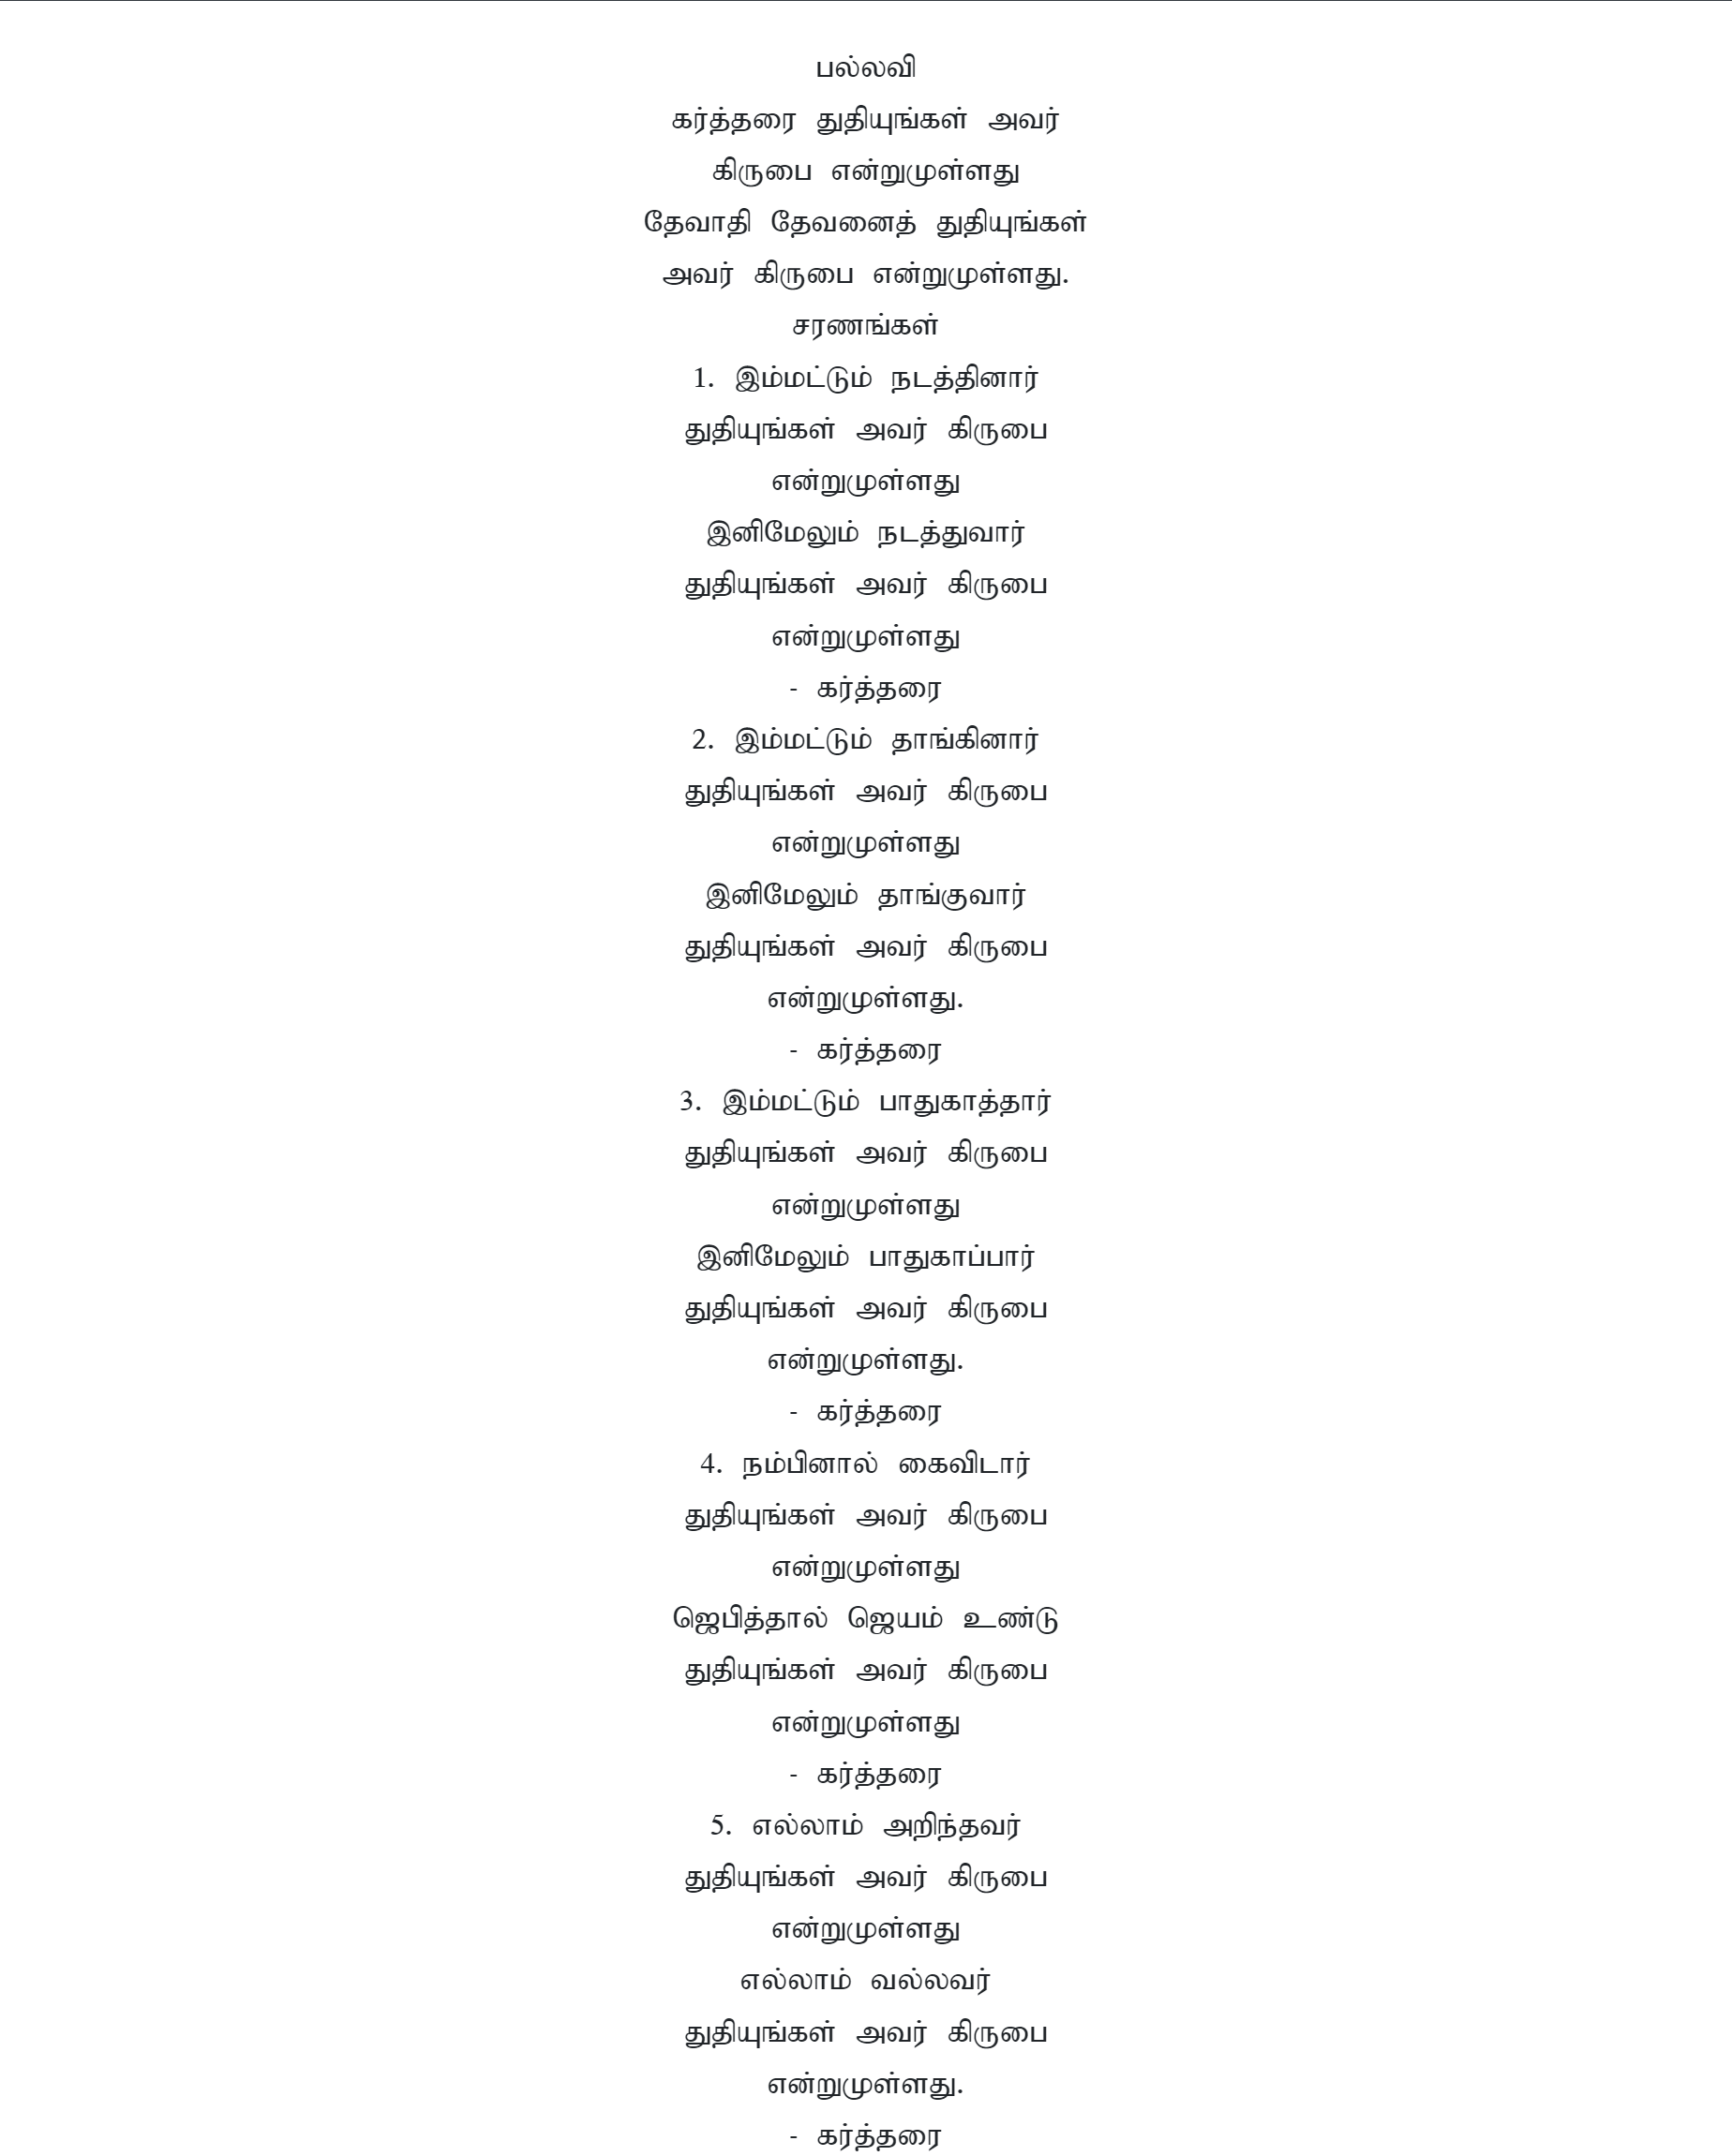 பல்லவி
கர்த்தரை துதியுங்கள் அவர்
கிருபை என்றுமுள்ளது
தேவாதி தேவனைத் துதியுங்கள்
அவர் கிருபை என்றுமுள்ளது.
சரணங்கள்
1. இம்மட்டும் நடத்தினார்
துதியுங்கள் அவர் கிருபை
என்றுமுள்ளது
இனிமேலும் நடத்துவார்
துதியுங்கள் அவர் கிருபை
என்றுமுள்ளது
- கர்த்தரை
2. இம்மட்டும் தாங்கினார்
துதியுங்கள் அவர் கிருபை
என்றுமுள்ளது
இனிமேலும் தாங்குவார்
துதியுங்கள் அவர் கிருபை
என்றுமுள்ளது.
- கர்த்தரை
3. இம்மட்டும் பாதுகாத்தார்
துதியுங்கள் அவர் கிருபை
என்றுமுள்ளது
இனிமேலும் பாதுகாப்பார்
துதியுங்கள் அவர் கிருபை
என்றுமுள்ளது.
- கர்த்தரை
4. நம்பினால் கைவிடார்
துதியுங்கள் அவர் கிருபை
என்றுமுள்ளது
ஜெபித்தால் ஜெயம் உண்டு
துதியுங்கள் அவர் கிருபை
என்றுமுள்ளது
- கர்த்தரை
5. எல்லாம் அறிந்தவர்
துதியுங்கள் அவர் கிருபை
என்றுமுள்ளது
எல்லாம் வல்லவர்
துதியுங்கள் அவர் கிருபை
என்றுமுள்ளது.
- கர்த்தரை